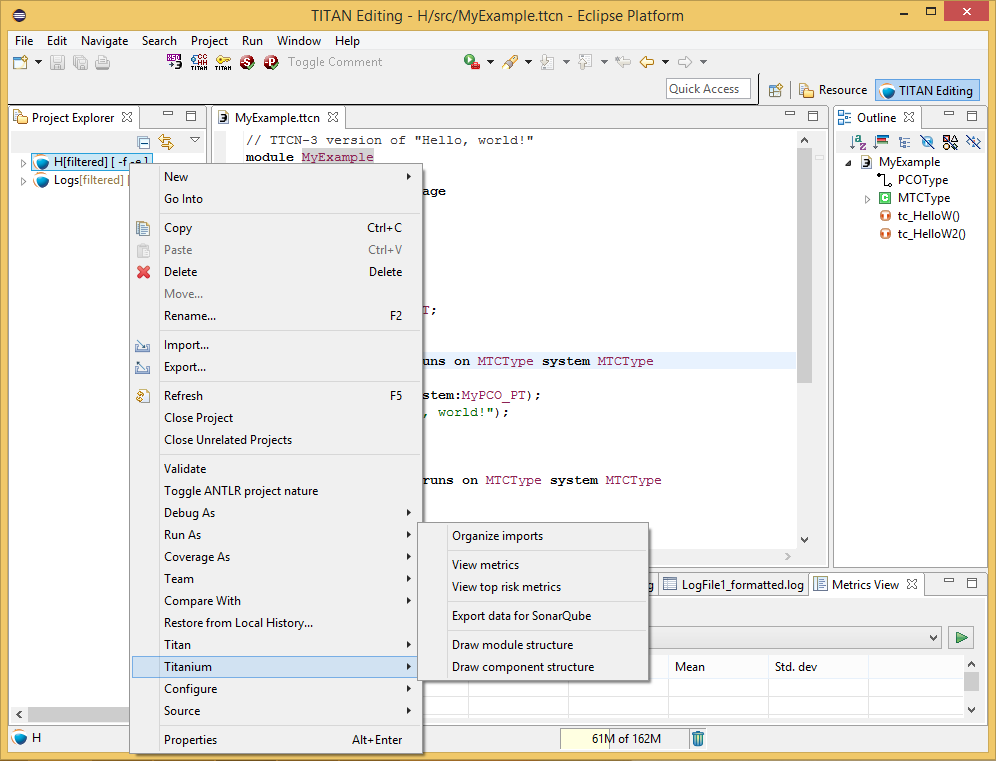 TITAN Editing - H/src/MyExample.ttcn - Eclipse Platform
File Edit Navigate Search Project Run Window Help
Toggle Comment
Quick Access
Resource
TITAN Editing
Project Explorer
H[filtered] [ -f -e ]
Logs[filtered] [
MyExample.ttcn
// TTCN-3 version of "Hello, world!"
module MyExample
age
T;
uns on MTCType system MTCType
stem:MyPCO_PT);
, world!");
runs on MTCType system MTCType
Outline
MyExample
PCOType
MTCType
tc_HelloW()
tc_HelloW2()
New
Go Into
Copy Ctrl+C
Paste Ctrl+V
Delete Delete
Move...
Rename... F2
Import...
Export...
Refresh F5
Close Project
Close Unrelated Projects
Validate
Toggle ANTLR project nature
Debug As
Run As
Coverage As
Team
Compare With
Restore from Local History...
Titan
Titanium
Configure
Source
Properties Alt+Enter
Organize imports
View metrics
View top risk metrics
Export data for SonarQube
Draw module structure
Draw component structure
g
LogFile1_formatted.log
Metrics View
Mean Std. dev
H
61M of 162M